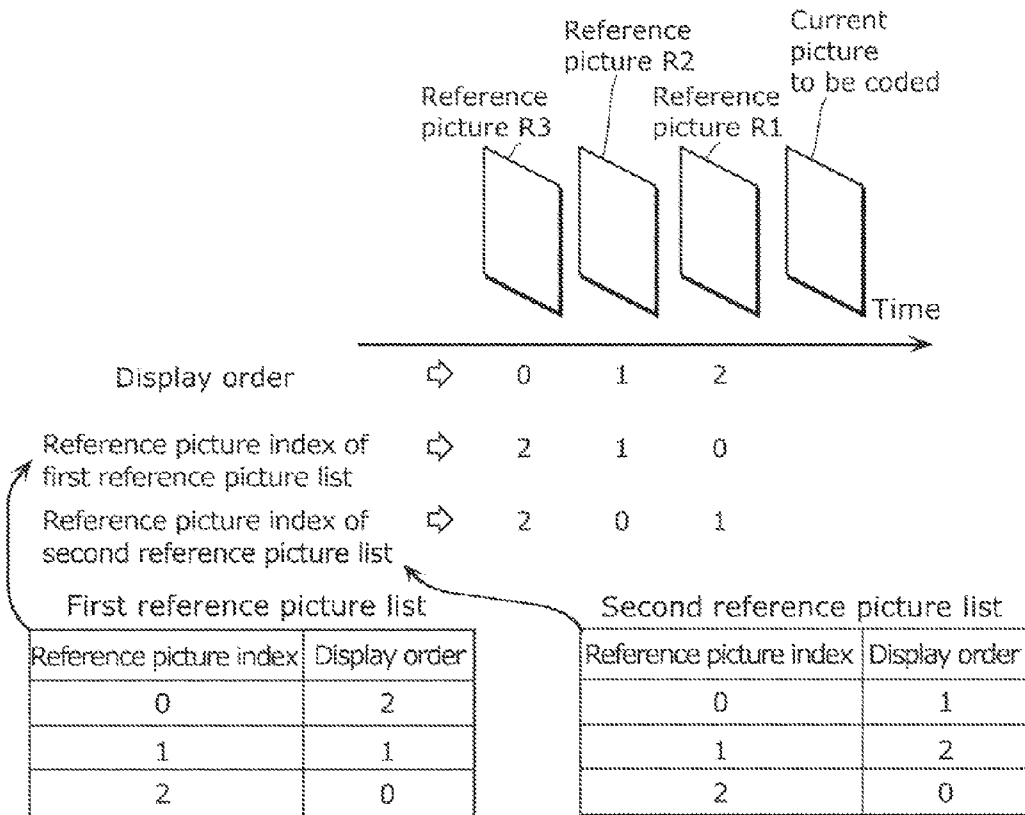 Reference
picture R3
Reference
picture R2
Reference
picture R1
Current
picture
to be coded
Time
Display order ⇨ 0 1 2
Reference picture index of
first reference picture list ⇨ 2 1 0
Reference picture index of
second reference picture list ⇨ 2 0 1
First reference picture list
Reference picture index Display order
0 2
1 1
2 0
Second reference picture list
Reference picture index Display order
0 1
1 2
2 0